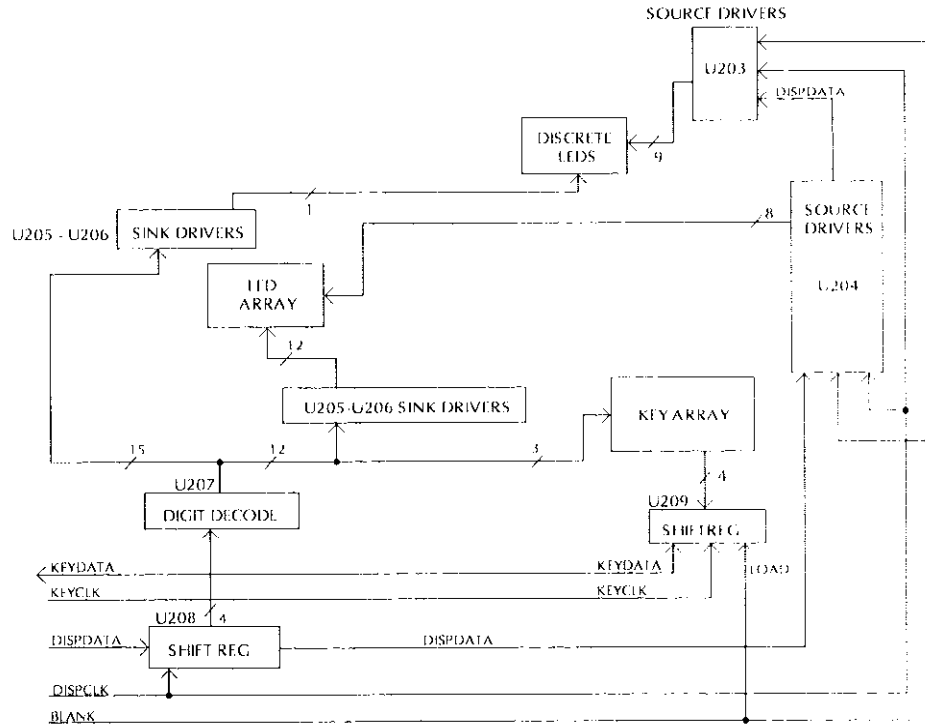 SOURCE DRIVERS
U203
DISPDATA
DISCRETE
LEDS
9
1
8
U205 - U206
SINK DRIVERS
SOURCE
DRIVERS
U204
LED
ARRAY
12
U205-U206 SINK DRIVERS
KEY ARRAY
15
12
3
U207
4
U209
DIGIT DECODE
SHIFTREG
KEYDATA
KEYDATA
LOAD
KEYCLK
KEYCLK
U208
4
DISPDATA
SHIFT REG
DISPDATA
DISPCLK
BLANK